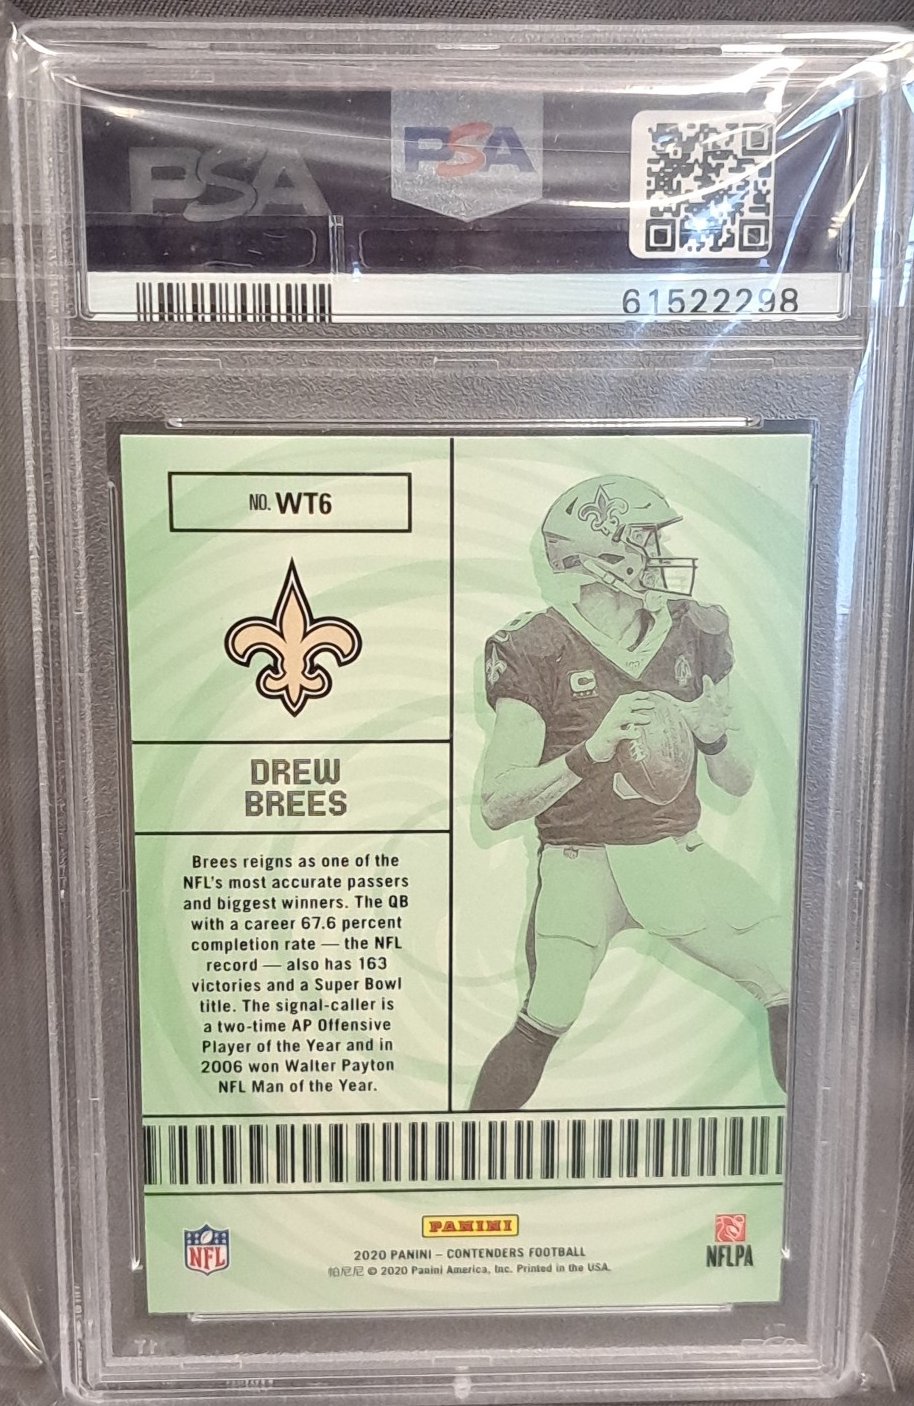 PSA
PSA
61522298
NO. WT6
DREW
BREES
Brees reigns as one of the
NFL's most accurate passers
and biggest winners. The QB
with a career 67.6 percent
completion rate — the NFL
record — also has 163
victories and a Super Bowl
title. The signal-caller is
a two-time AP Offensive
Player of the Year and in
2006 won Walter Payton
NFL Man of the Year.
C
PANINI
NFL
2020 PANINI – CONTENDERS FOOTBALL
帕尼尼 © 2020 Panini America, Inc. Printed in the USA.
NFLPA